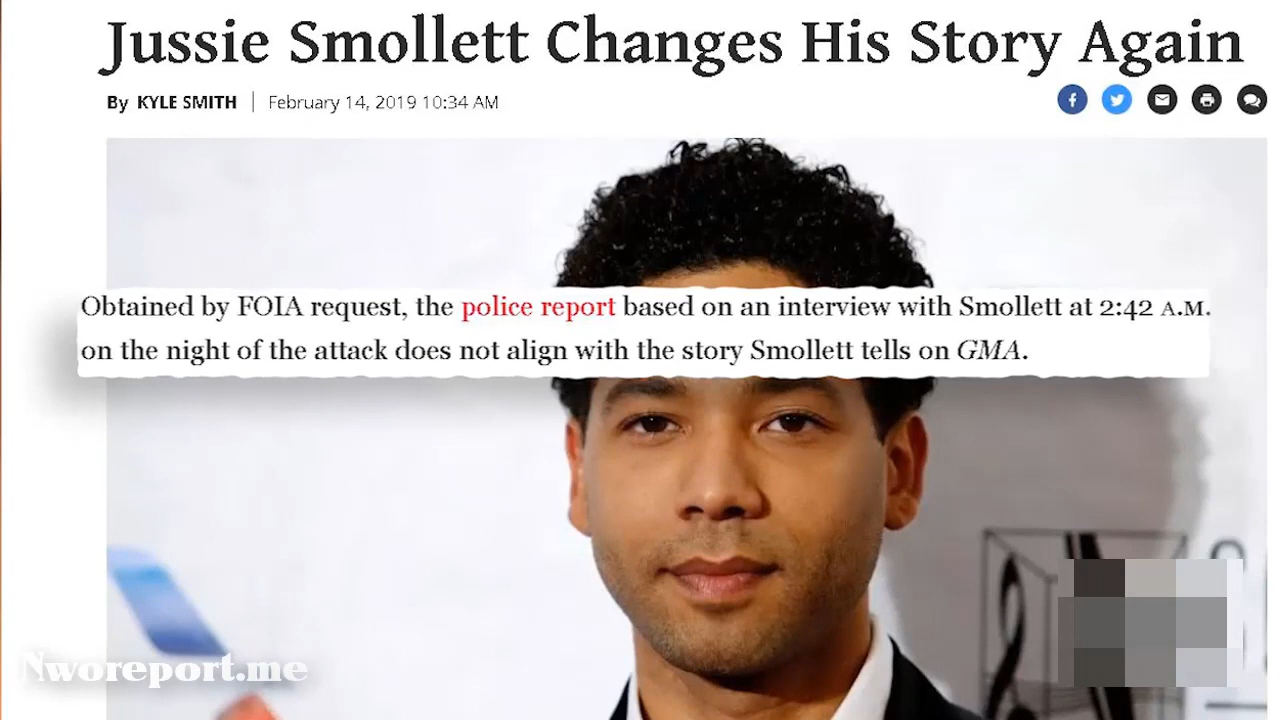 Jussie Smollett Changes His Story Again
By KYLE SMITH | February 14, 2019 10:34 AM
Obtained by FOIA request, the police report based on an interview with Smollett at 2:42 A.M.
on the night of the attack does not align with the story Smollett tells on GMA.
Nworeport.me